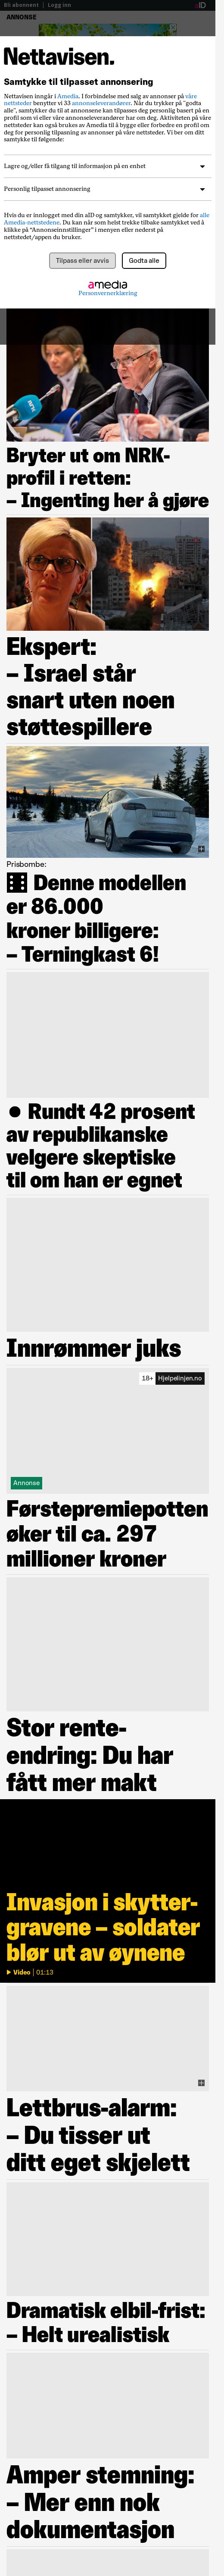 Bli abonnent | Logg inn
aID
ANNONSE
Nettavisen.
Samtykke til tilpasset annonsering
Nettavisen inngår i Amedia. I forbindelse med salg av annonser på våre
nettsteder benytter vi 33 annonseleverandører. Når du trykker på "godta
alle", samtykker du til at annonsene kan tilpasses deg personlig basert på en
profil som vi eller våre annonseleverandører har om deg. Aktiviteten på våre
nettsteder kan også bruks av Amedia til å bygge eller forbedre en profil om
deg for personlig tilpasning av annonser på våre nettsteder. Vi ber om ditt
samtykke til følgende:
Lagre og/eller få tilgang til informasjon på en enhet
Personlig tilpasset annonsering
Hvis du er innlogget med din aID og samtykker, vil samtykket gjelde for alle
Amedia-nettstedene. Du kan når som helst trekke tilbake samtykket ved å
klikke på “Annonseinnstillinger” i menyen eller nederst på
nettstedet/appen du bruker.
Tilpass eller avvis
Godta alle
amedia
Personvernerklæring
NRK
Bryter ut om NRK-
profil i retten:
– Ingenting her å gjøre
Ekspert:
– Israel står
snart uten noen
støttespillere
Prisbombe:
Denne modellen
er 86.000
kroner billigere:
– Terningkast 6!
● Rundt 42 prosent
av republikanske
velgere skeptiske
til om han er egnet
Innrømmer juks
18+ Hjelpelinjen.no
Annonse
Førstepremiepotten
øker til ca. 297
millioner kroner
Stor rente-
endring: Du har
fått mer makt
Invasjon i skytter-
gravene – soldater
blør ut av øynene
Video | 01:13
Lettbrus-alarm:
– Du tisser ut
ditt eget skjelett
Dramatisk elbil-frist:
– Helt urealistisk
Amper stemning:
– Mer enn nok
dokumentasjon